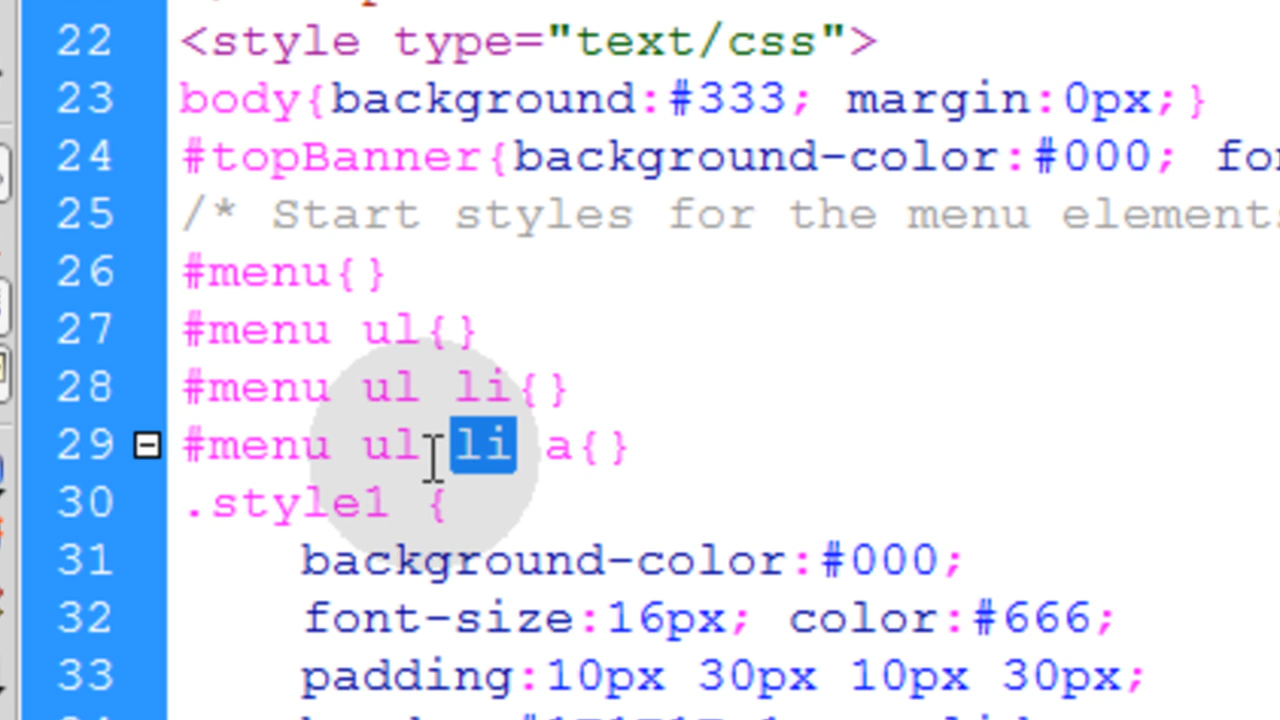 22 <style type="text/css">
23 body{background:#333; margin:0px;}
24 #topBanner{background-color:#000;
25 /* Start styles for the menu elements
26 #menu{}
27 #menu ul{}
28 #menu ul li{}
29 #menu ul li a{}
30 .style1 {
31 background-color:#000;
32 font-size:16px; color:#666;
33 padding:10px 30px 10px 30px;